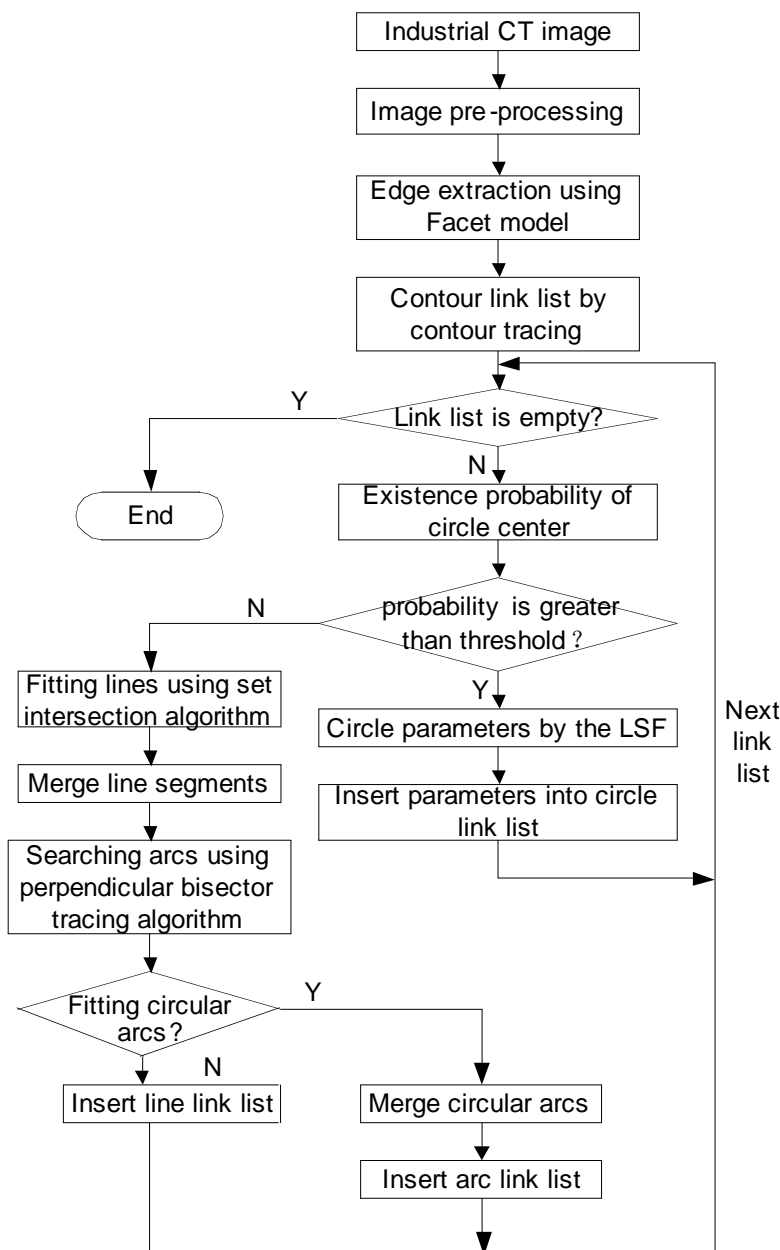 Industrial CT image
Image pre-processing
Edge extraction using
Facet model
Contour link list by
contour tracing
Y
Link list is empty?
N
End
Existence probability of
circle center
N
probability is greater
than threshold？
Y
Fitting lines using set
intersection algorithm
Circle parameters by the LSF
Next
link
list
Merge line segments
Insert parameters into circle
link list
Searching arcs using
perpendicular bisector
tracing algorithm
Y
Fitting circular
arcs?
N
Insert line link list
Merge circular arcs
Insert arc link list